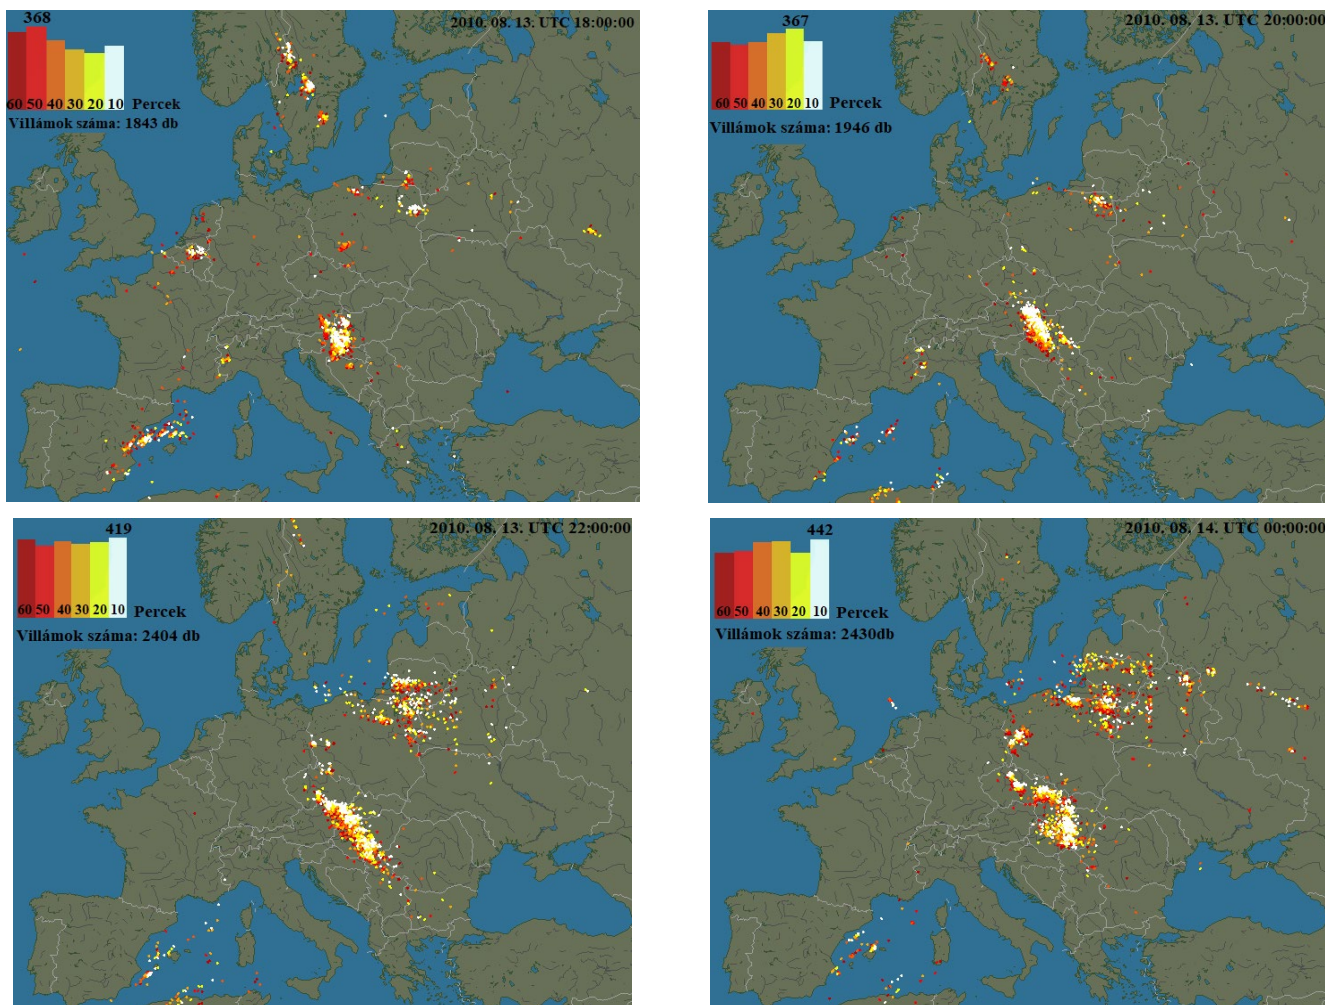 368
2010. 08. 13. UTC 18:00:00
60 50 40 30 20 10 Percek
Villámok száma: 1843 db
367
2010. 08. 13. UTC 20:00:00
60 50 40 30 20 10 Percek
Villámok száma: 1946 db
419
2010. 08. 13. UTC 22:00:00
60 50 40 30 20 10 Percek
Villámok száma: 2404 db
442
2010. 08. 14. UTC 00:00:00
60 50 40 30 20 10 Percek
Villámok száma: 2430db